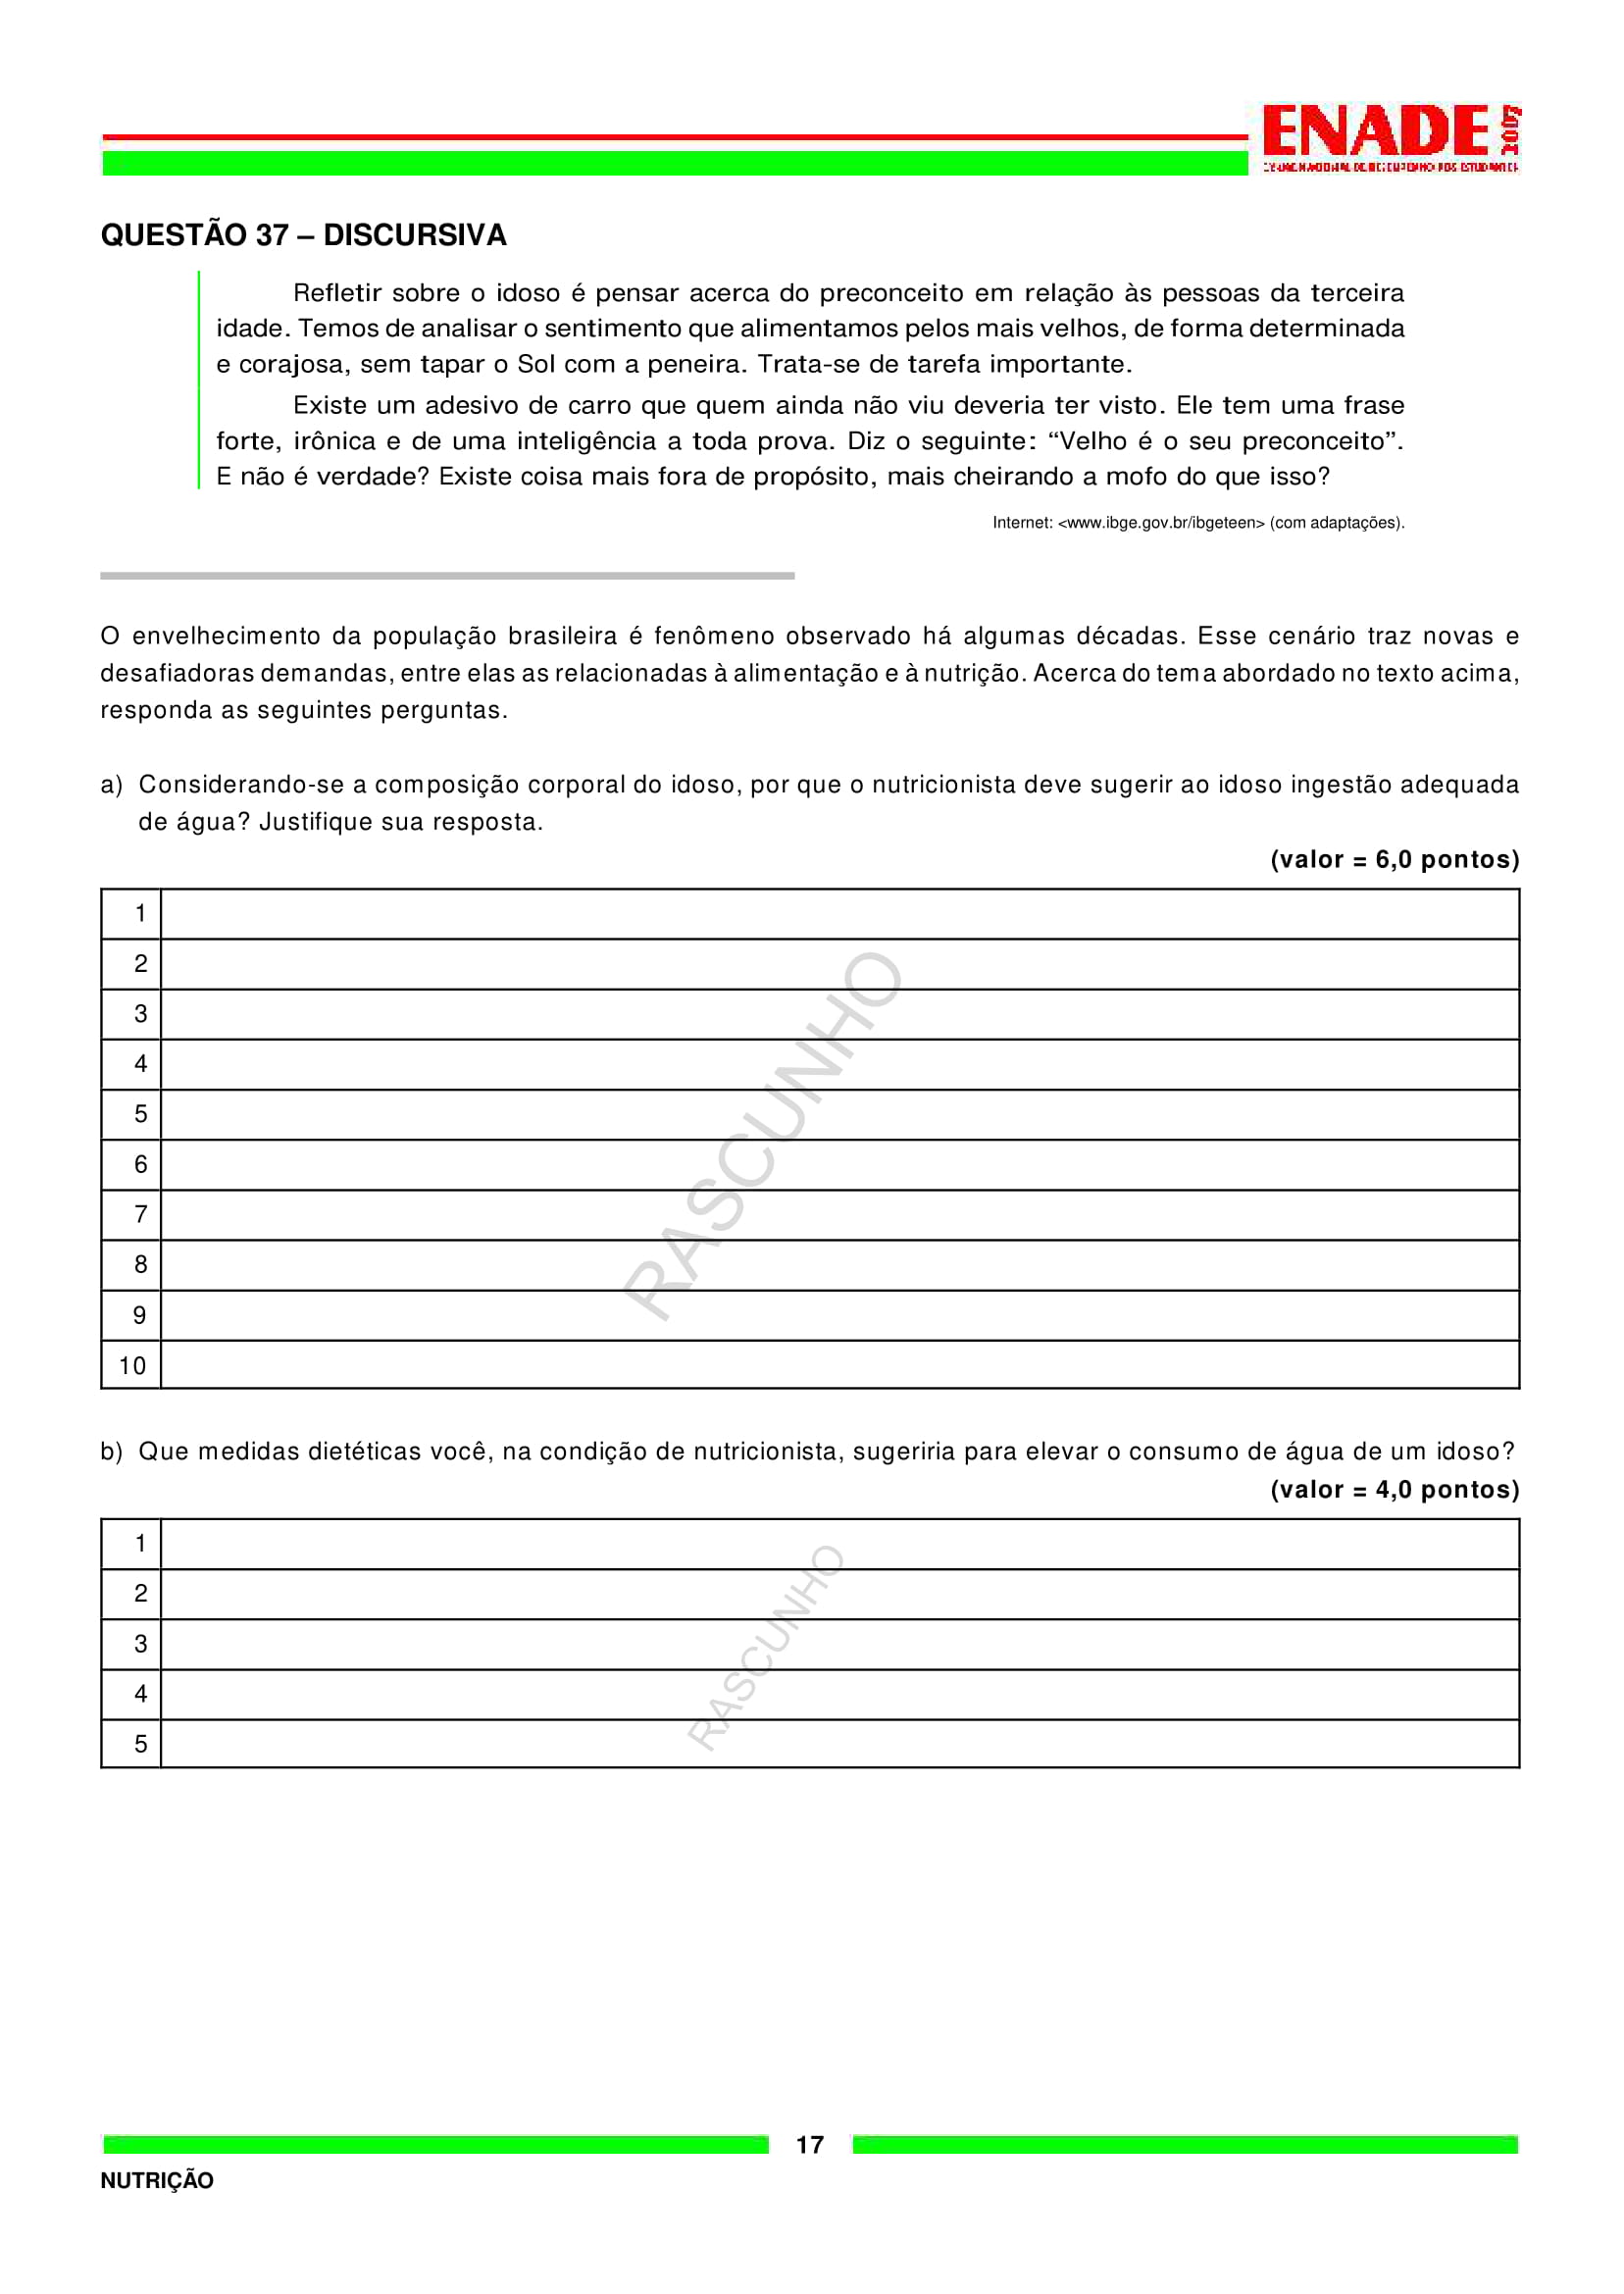 ENADE
2007
EXAME NACIONAL DE DESEMPENHO DOS ESTUDANTES
QUESTÃO 37 – DISCURSIVA
Refletir sobre o idoso é pensar acerca do preconceito em relação às pessoas da terceira
idade. Temos de analisar o sentimento que alimentamos pelos mais velhos, de forma determinada
e corajosa, sem tapar o Sol com a peneira. Trata-se de tarefa importante.
Existe um adesivo de carro que quem ainda não viu deveria ter visto. Ele tem uma frase
forte, irônica e de uma inteligência a toda prova. Diz o seguinte: “Velho é o seu preconceito”.
E não é verdade? Existe coisa mais fora de propósito, mais cheirando a mofo do que isso?
Internet: <www.ibge.gov.br/ibgeteen> (com adaptações).
O envelhecimento da população brasileira é fenômeno observado há algumas décadas. Esse cenário traz novas e
desafiadoras demandas, entre elas as relacionadas à alimentação e à nutrição. Acerca do tema abordado no texto acima,
responda as seguintes perguntas.
a) Considerando-se a composição corporal do idoso, por que o nutricionista deve sugerir ao idoso ingestão adequada
de água? Justifique sua resposta.
(valor = 6,0 pontos)
1
2
3
4
5
6
7
8
9
10
RASCUNHO
b) Que medidas dietéticas você, na condição de nutricionista, sugeriria para elevar o consumo de água de um idoso?
(valor = 4,0 pontos)
1
2
3
4
5
RASCUNHO
17
NUTRIÇÃO